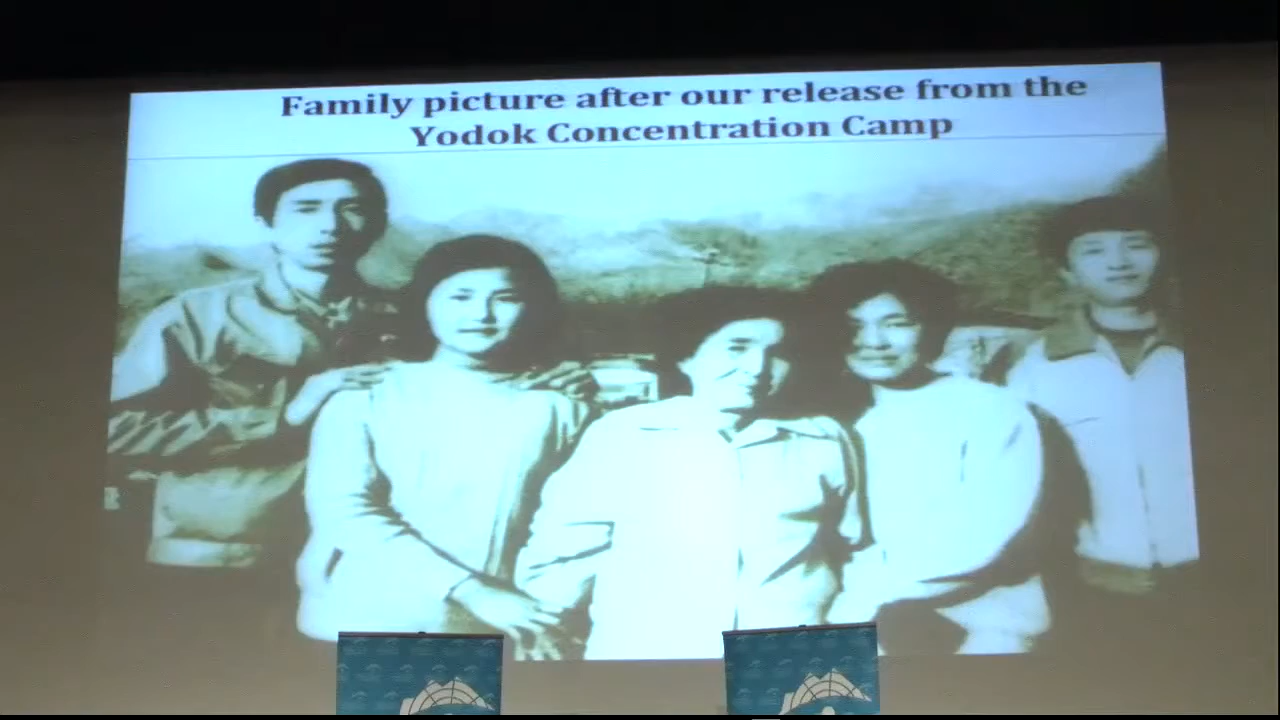 Family picture after our release from the
Yodok Concentration Camp